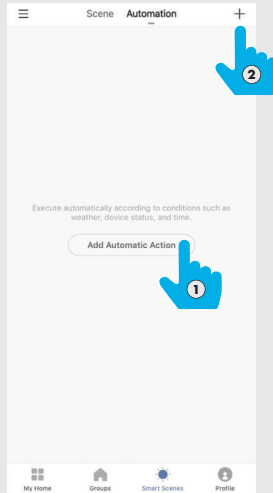 Scene Automation
2
Execute automatically according to conditions such as
weather, device status, and time.
Add Automatic Action
1
My Home Groups Smart Scenes Profile